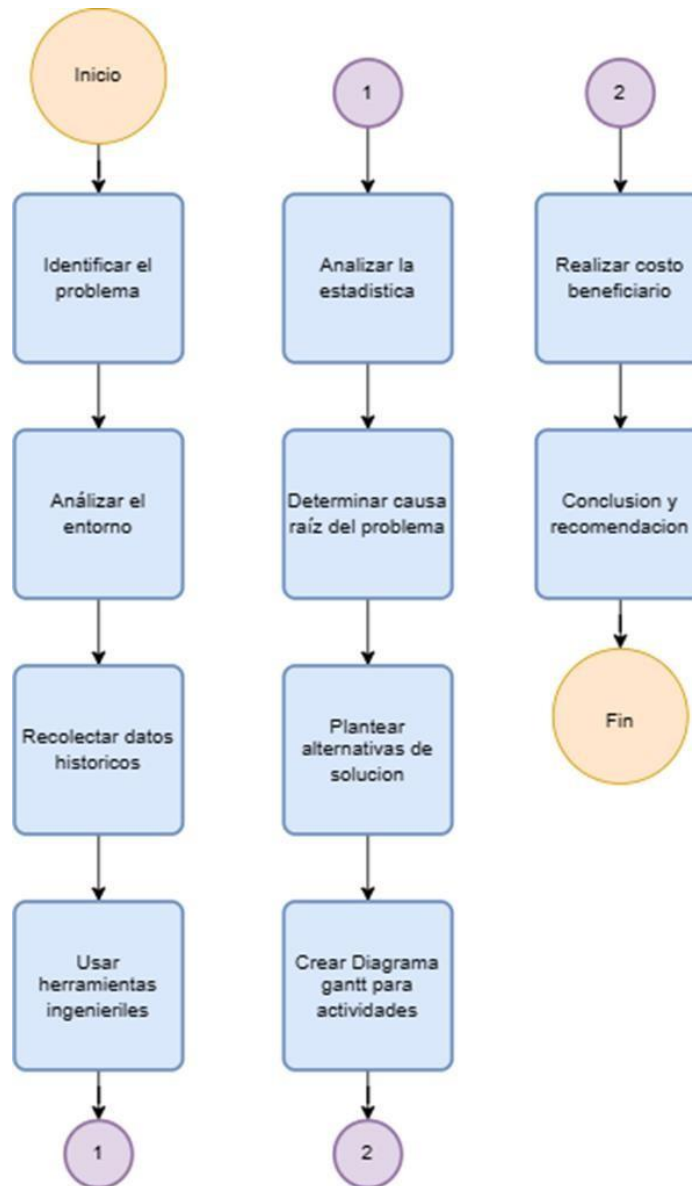 Inicio
Identificar el
problema
Análizar el
entorno
Recolectar datos
historicos
Usar
herramientas
ingenieriles
1
1
Analizar la
estadistica
Determinar causa
raíz del problema
Plantear
alternativas de
solucion
Crear Diagrama
gantt para
actividades
2
2
Realizar costo
beneficiario
Conclusion y
recomendacion
Fin